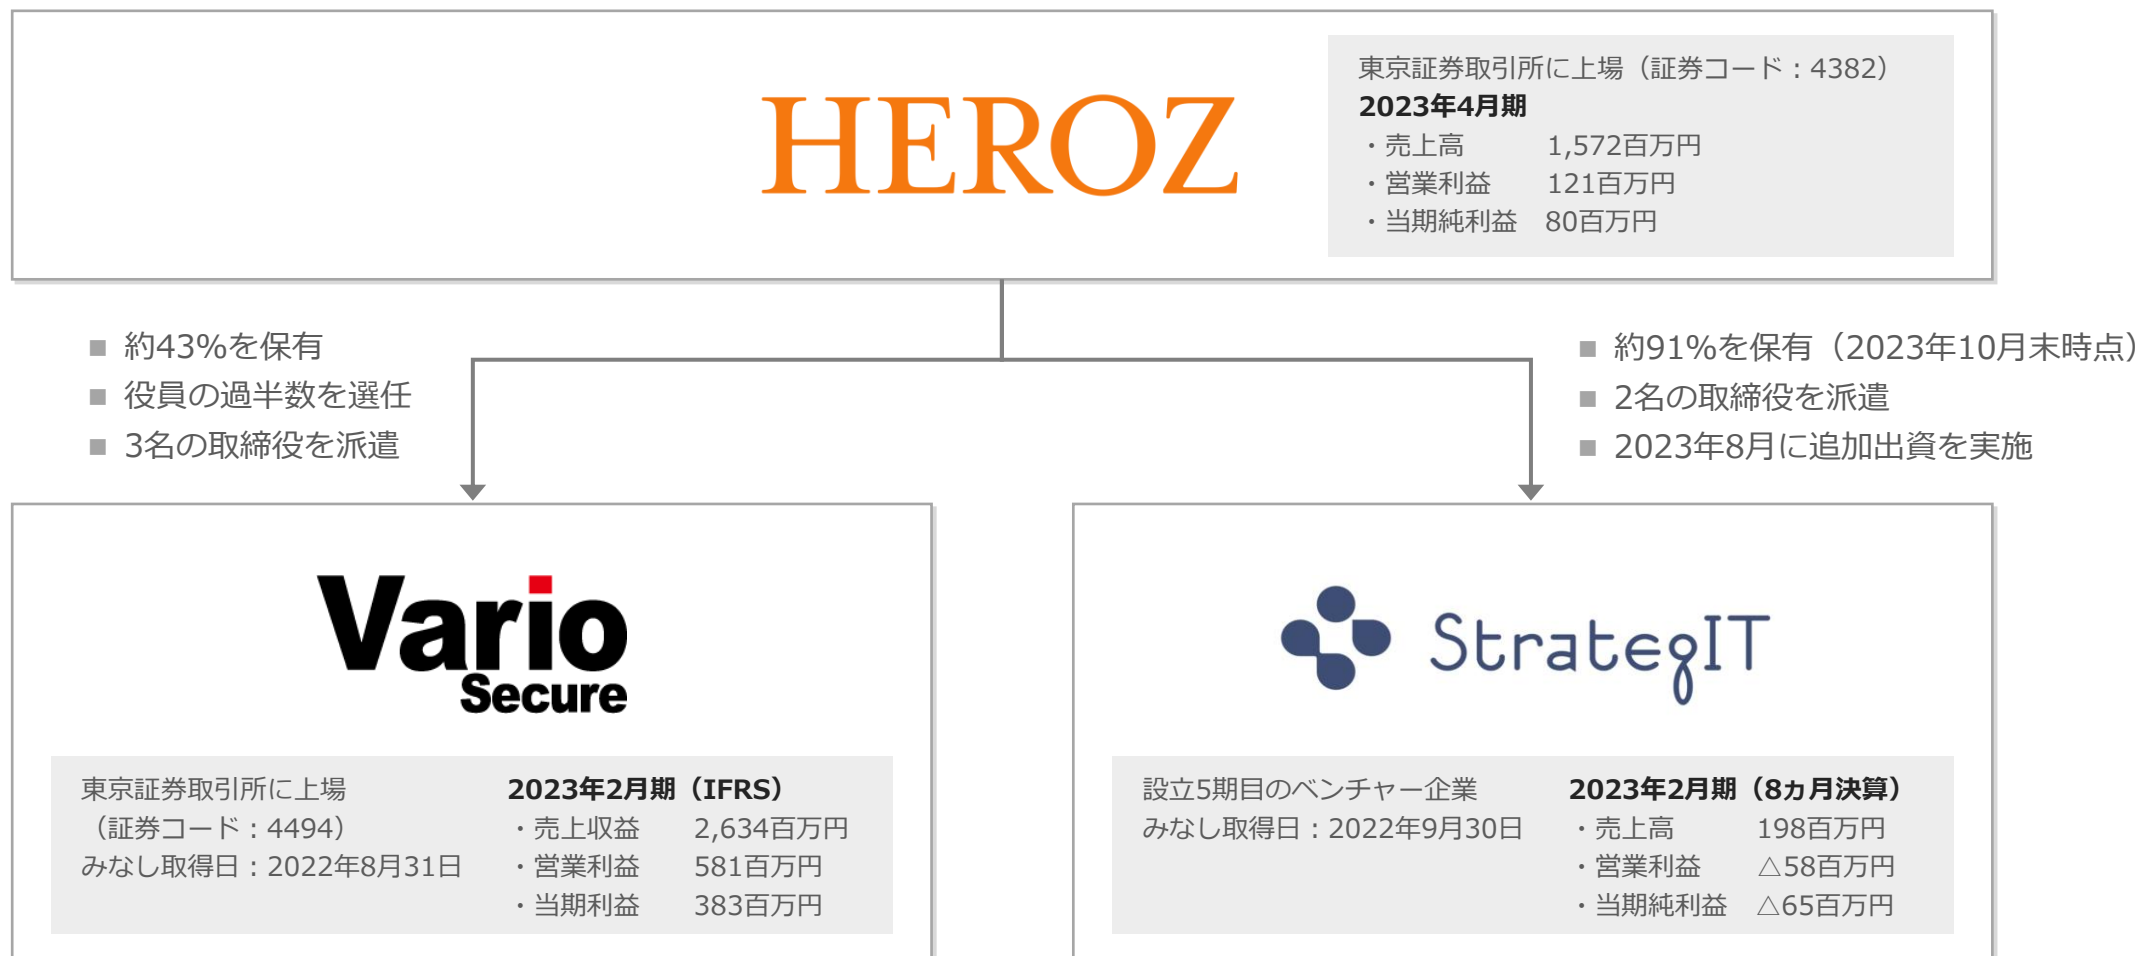 HEROZ
東京証券取引所に上場（証券コード：4382）
2023年4月期
・売上高 1,572百万円
・営業利益 121百万円
・当期純利益 80百万円
■ 約43%を保有
■ 役員の過半数を選任
■ 3名の取締役を派遣
■ 約91%を保有（2023年10月末時点）
■ 2名の取締役を派遣
■ 2023年8月に追加出資を実施
Vario
Secure
東京証券取引所に上場
（証券コード：4494）
みなし取得日：2022年8月31日
2023年2月期（IFRS）
・売上収益 2,634百万円
・営業利益 581百万円
・当期利益 383百万円
StrategIT
設立5期目のベンチャー企業
みなし取得日：2022年9月30日
2023年2月期（8ヵ月決算）
・売上高 198百万円
・営業利益 △58百万円
・当期純利益 △65百万円